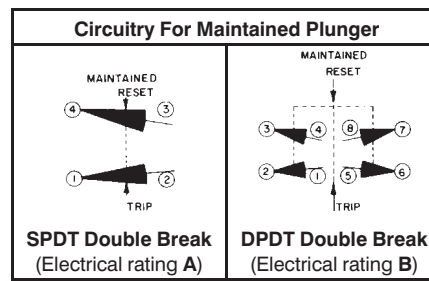 Circuitry For Maintained Plunger
MAINTAINED
RESET
4 3
1 2
TRIP
SPDT Double Break
(Electrical rating A)
MAINTAINED
RESET
3 4 8 7
2 1 5 6
TRIP
DPDT Double Break
(Electrical rating B)